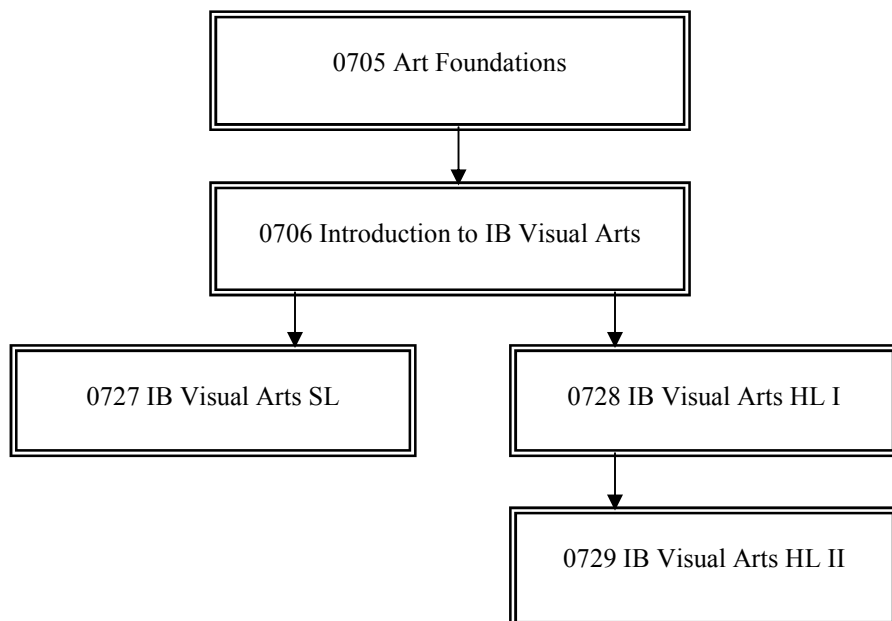 0705 Art Foundations
0706 Introduction to IB Visual Arts
0727 IB Visual Arts SL
0728 IB Visual Arts HL I
0729 IB Visual Arts HL II